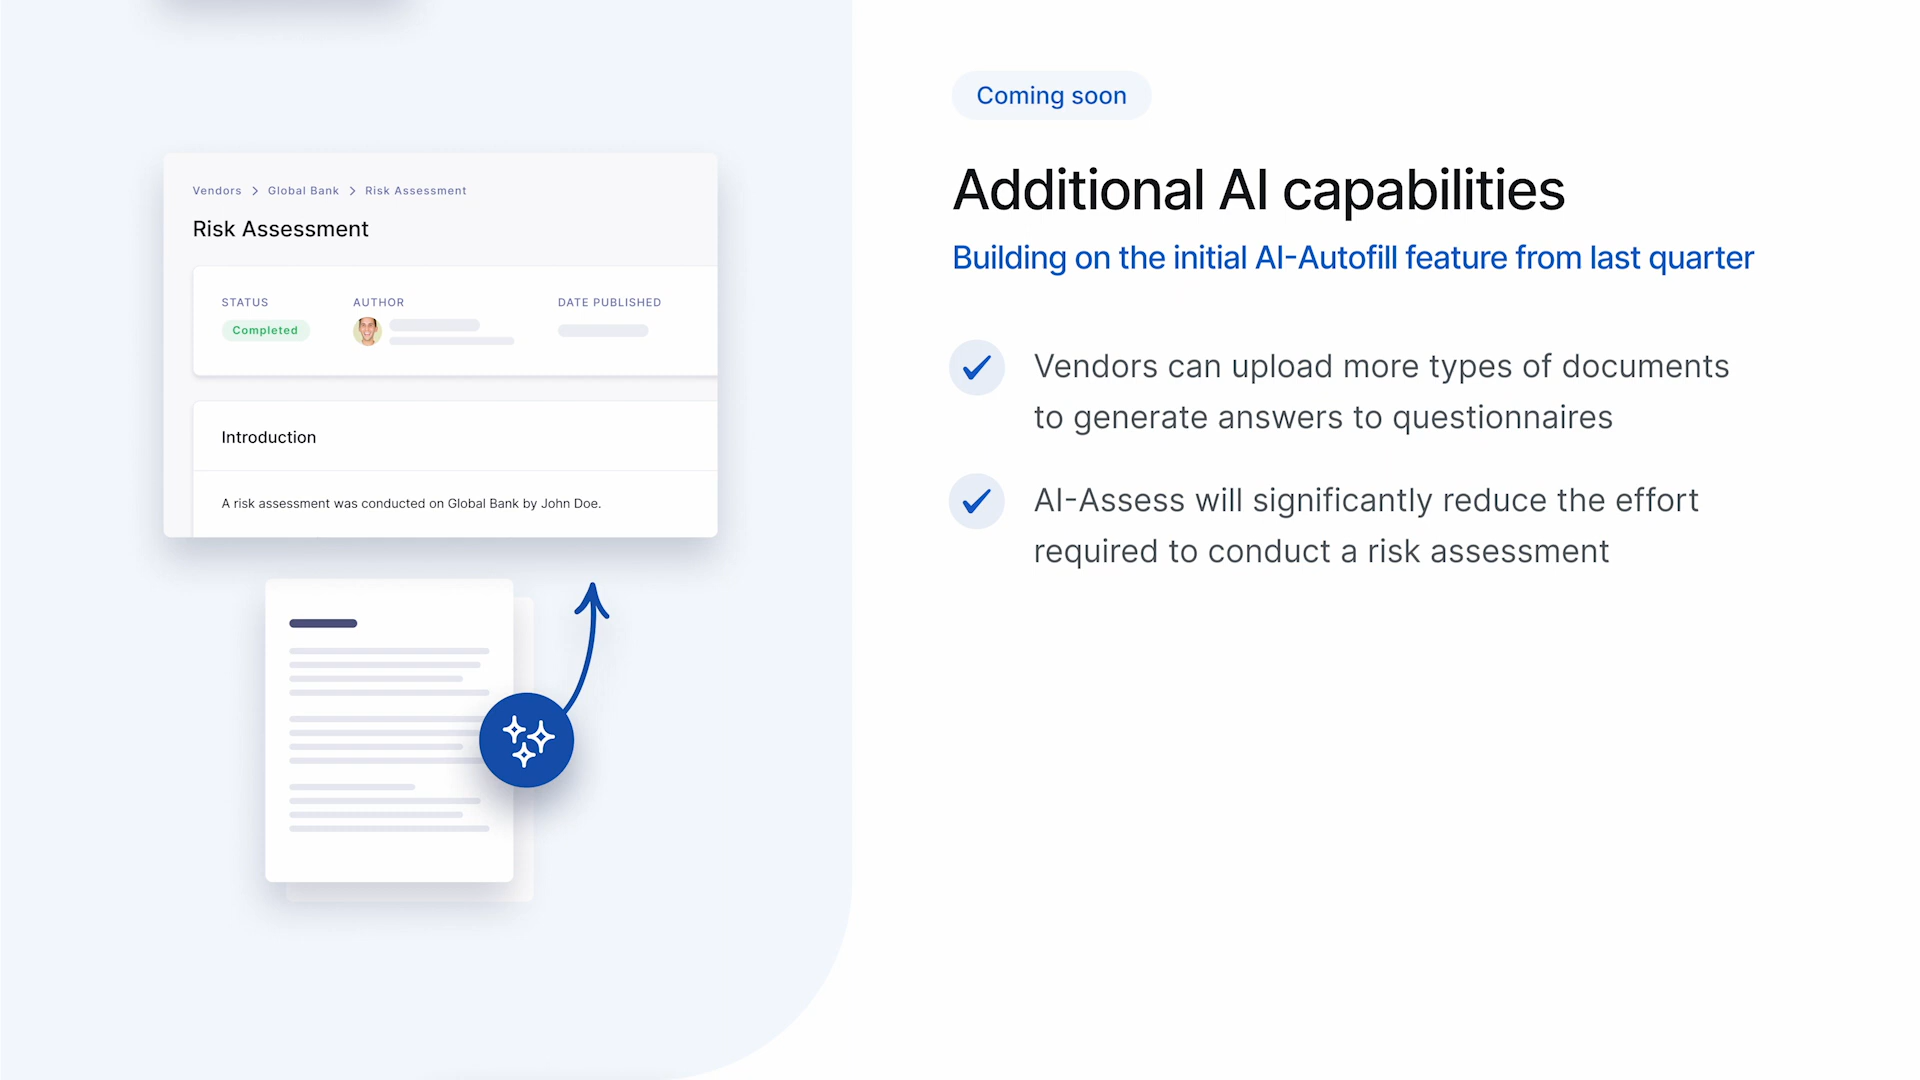 Vendors > Global Bank > Risk Assessment
Risk Assessment
STATUS AUTHOR DATE PUBLISHED
Completed
Introduction
A risk assessment was conducted on Global Bank by John Doe.
Coming soon
Additional AI capabilities
Building on the initial AI-Autofill feature from last quarter
Vendors can upload more types of documents
to generate answers to questionnaires
AI-Assess will significantly reduce the effort
required to conduct a risk assessment